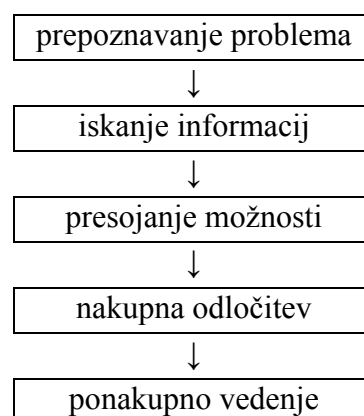 prepoznavanje problema
↓
iskanje informacij
↓
presojanje možnosti
↓
nakupna odločitev
↓
ponakupno vedenje